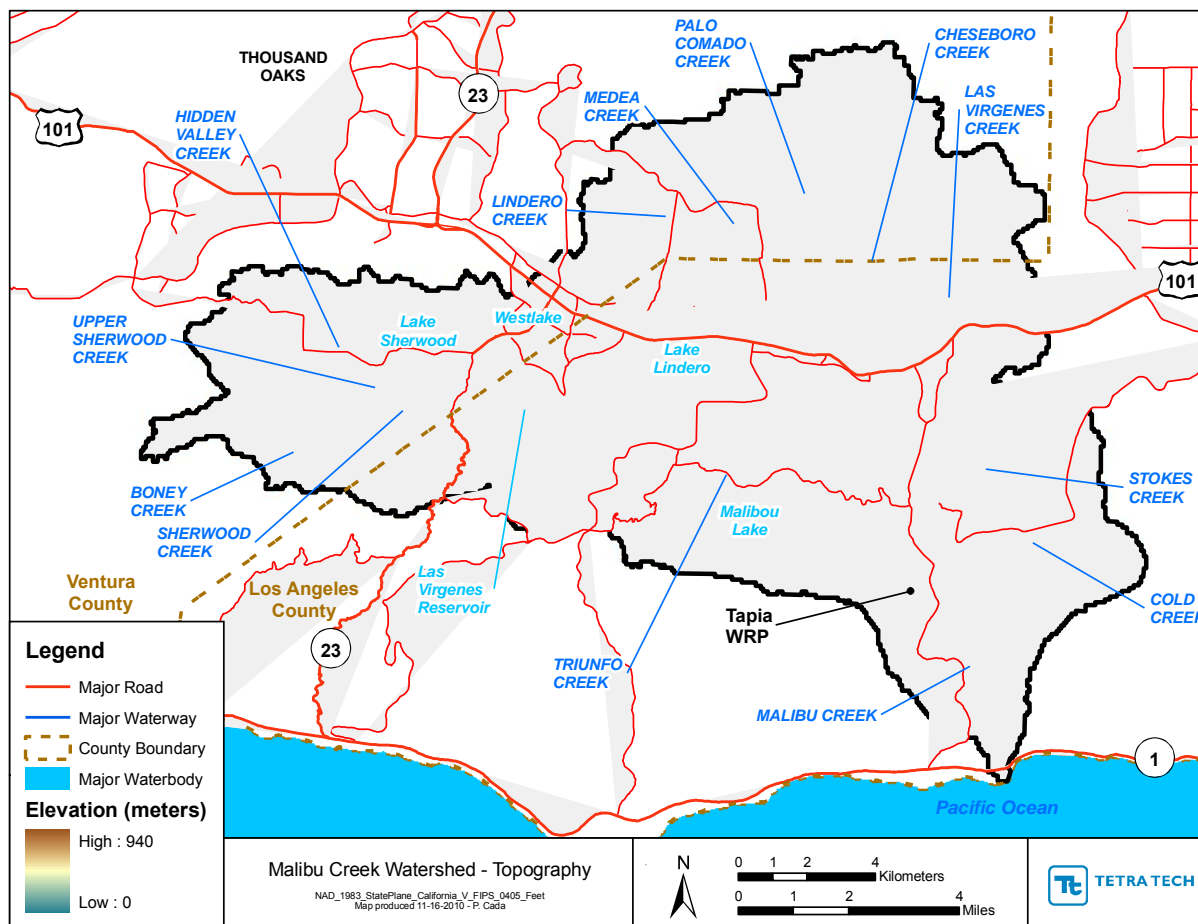 THOUSAND
OAKS
23
101
HIDDEN
VALLEY
CREEK
PALO
COMADO
CREEK
CHESEBORO
CREEK
MEDEA
CREEK
LAS
VIRGENES
CREEK
LINDERO
CREEK
101
UPPER
SHERWOOD
CREEK
Lake
Sherwood
Westlake
Lake
Lindero
BONEY
CREEK
SHERWOOD
CREEK
STOKES
CREEK
Malibou
Lake
Ventura
County
Los Angeles
County
Las
Virgenes
Reservoir
Tapia
WRP
COLD
CREEK
23
TRIUNFO
CREEK
MALIBU CREEK
1
Pacific Ocean
Legend
Major Road
Major Waterway
County Boundary
Major Waterbody
Elevation (meters)
High : 940
Low : 0
Malibu Creek Watershed - Topography
NAD_1983_StatePlane_California_V_FIPS_0405_Feet
Map produced 11-16-2010 - P. Cada
N
0 1 2 4
Kilometers
0 1 2 4
Miles
Tt TETRA TECH